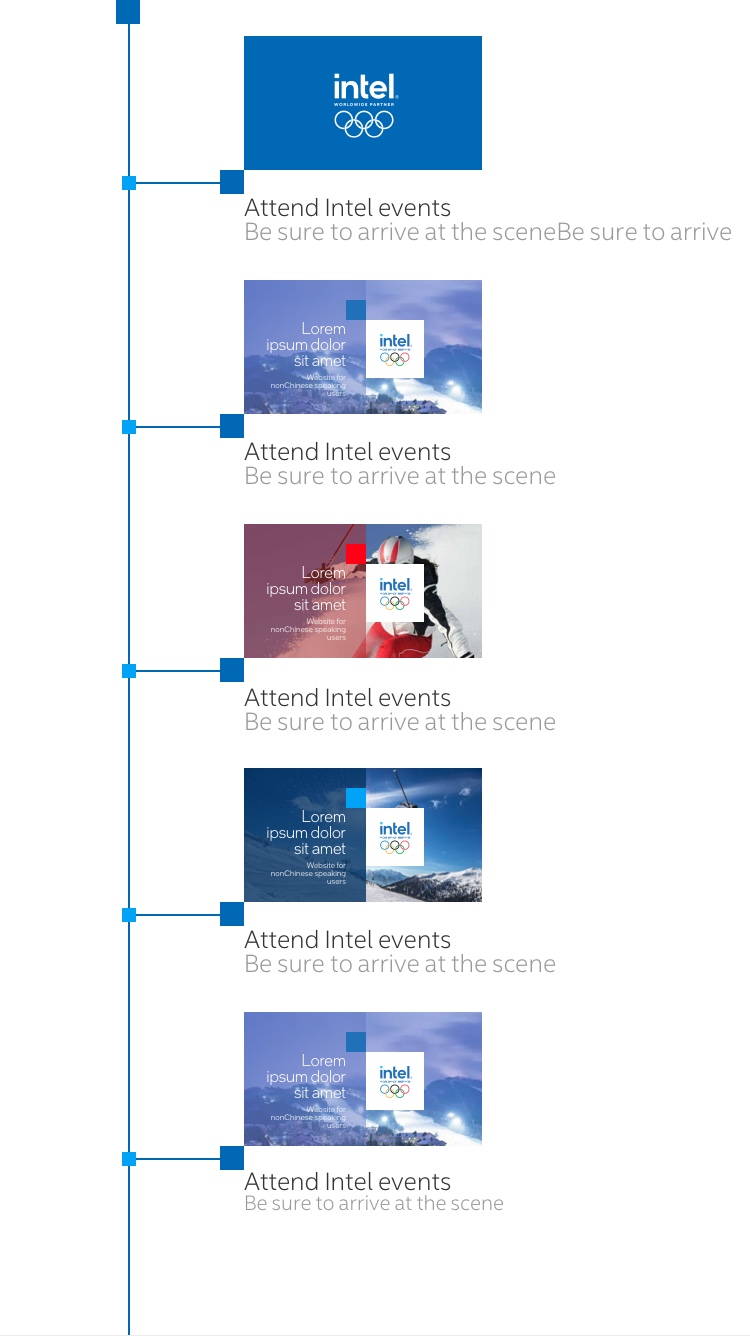 intel.
WORLDWIDE PARTNER
Attend Intel events
Be sure to arrive at the sceneBe sure to arrive
Lorem
ipsum dolor
sit amet
Website for
nonChinese speaking
users
intel.
Attend Intel events
Be sure to arrive at the scene
Lorem
ipsum dolor
sit amet
Website for
nonChinese speaking
users
intel.
Attend Intel events
Be sure to arrive at the scene
Lorem
ipsum dolor
sit amet
Website for
nonChinese speaking
users
intel.
Attend Intel events
Be sure to arrive at the scene
Lorem
ipsum dolor
sit amet
Website for
nonChinese speaking
users
intel.
Attend Intel events
Be sure to arrive at the scene